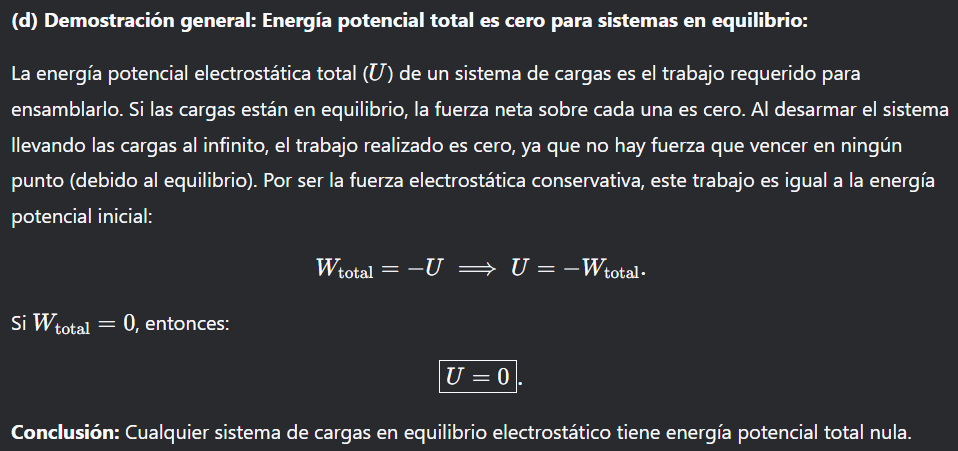 (d) Demostración general: Energía potencial total es cero para sistemas en equilibrio:
La energía potencial electrostática total (U) de un sistema de cargas es el trabajo requerido para
ensamblarlo. Si las cargas están en equilibrio, la fuerza neta sobre cada una es cero. Al desarmar el sistema
llevando las cargas al infinito, el trabajo realizado es cero, ya que no hay fuerza que vencer en ningún
punto (debido al equilibrio). Por ser la fuerza electrostática conservativa, este trabajo es igual a la energía
potencial inicial:
W_total = −U ⟹ U = −W_total.
Si W_total = 0, entonces:
U = 0.
Conclusión: Cualquier sistema de cargas en equilibrio electrostático tiene energía potencial total nula.